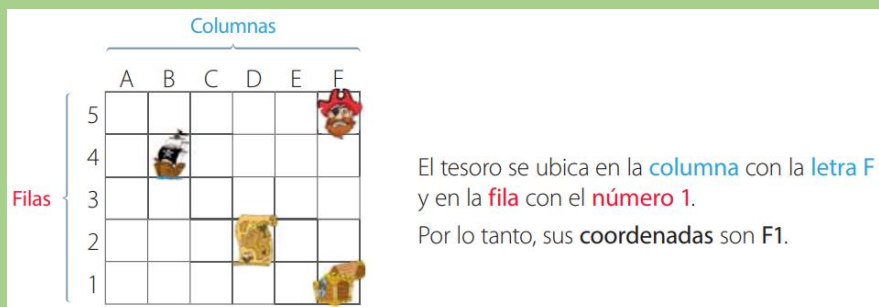 Columnas
A B C D E F
5
4
Filas 3
2
1
El tesoro se ubica en la columna con la letra F
y en la fila con el número 1.
Por lo tanto, sus coordenadas son F1.